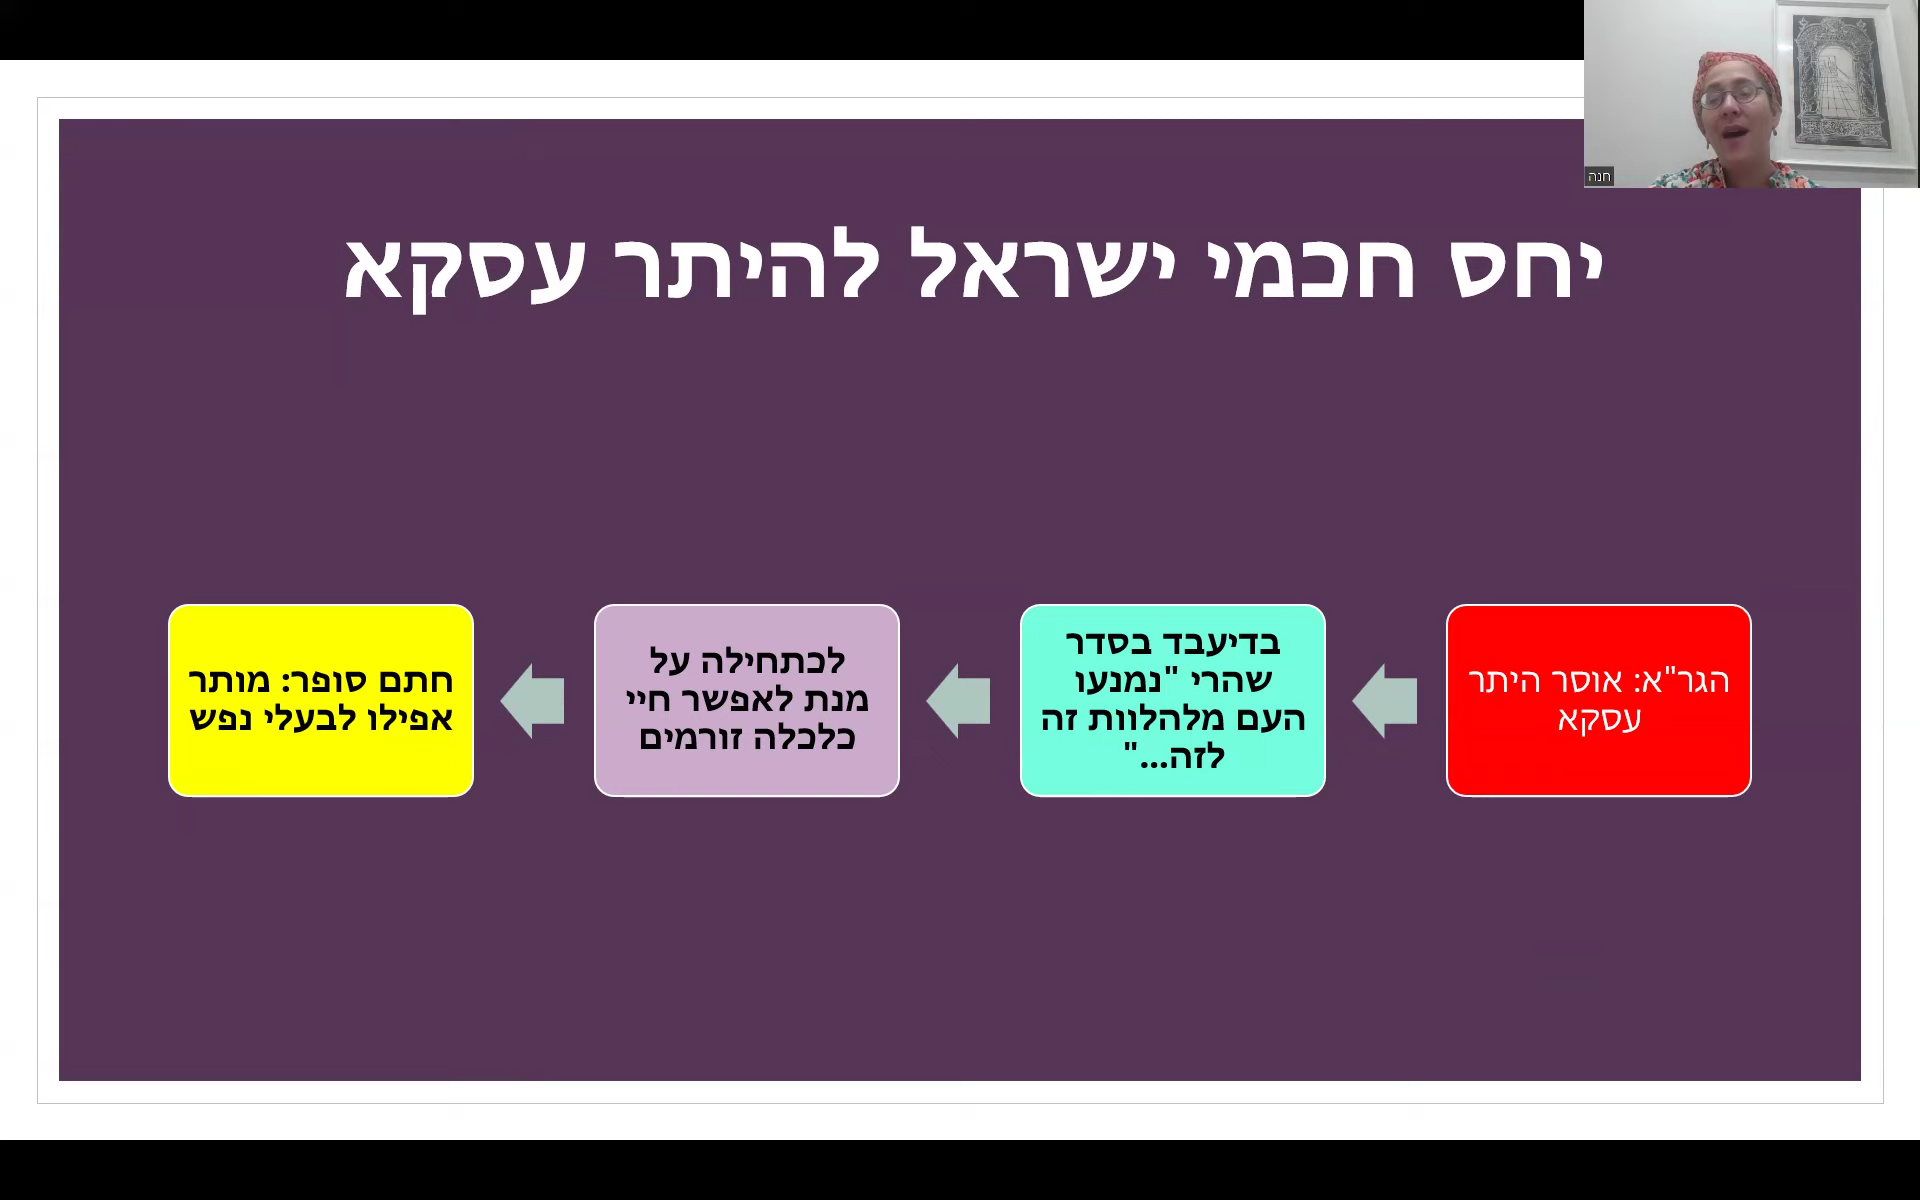 חנה
יחס חכמי ישראל להיתר עסקא
הגר"א: אוסר היתר
עסקא
בדיעבד בסדר
שהרי "נמנעו
העם מלהלוות זה
לזה..."
לכתחילה על
מנת לאפשר חיי
כלכלה זורמים
חתם סופר: מותר
אפילו לבעלי נפש